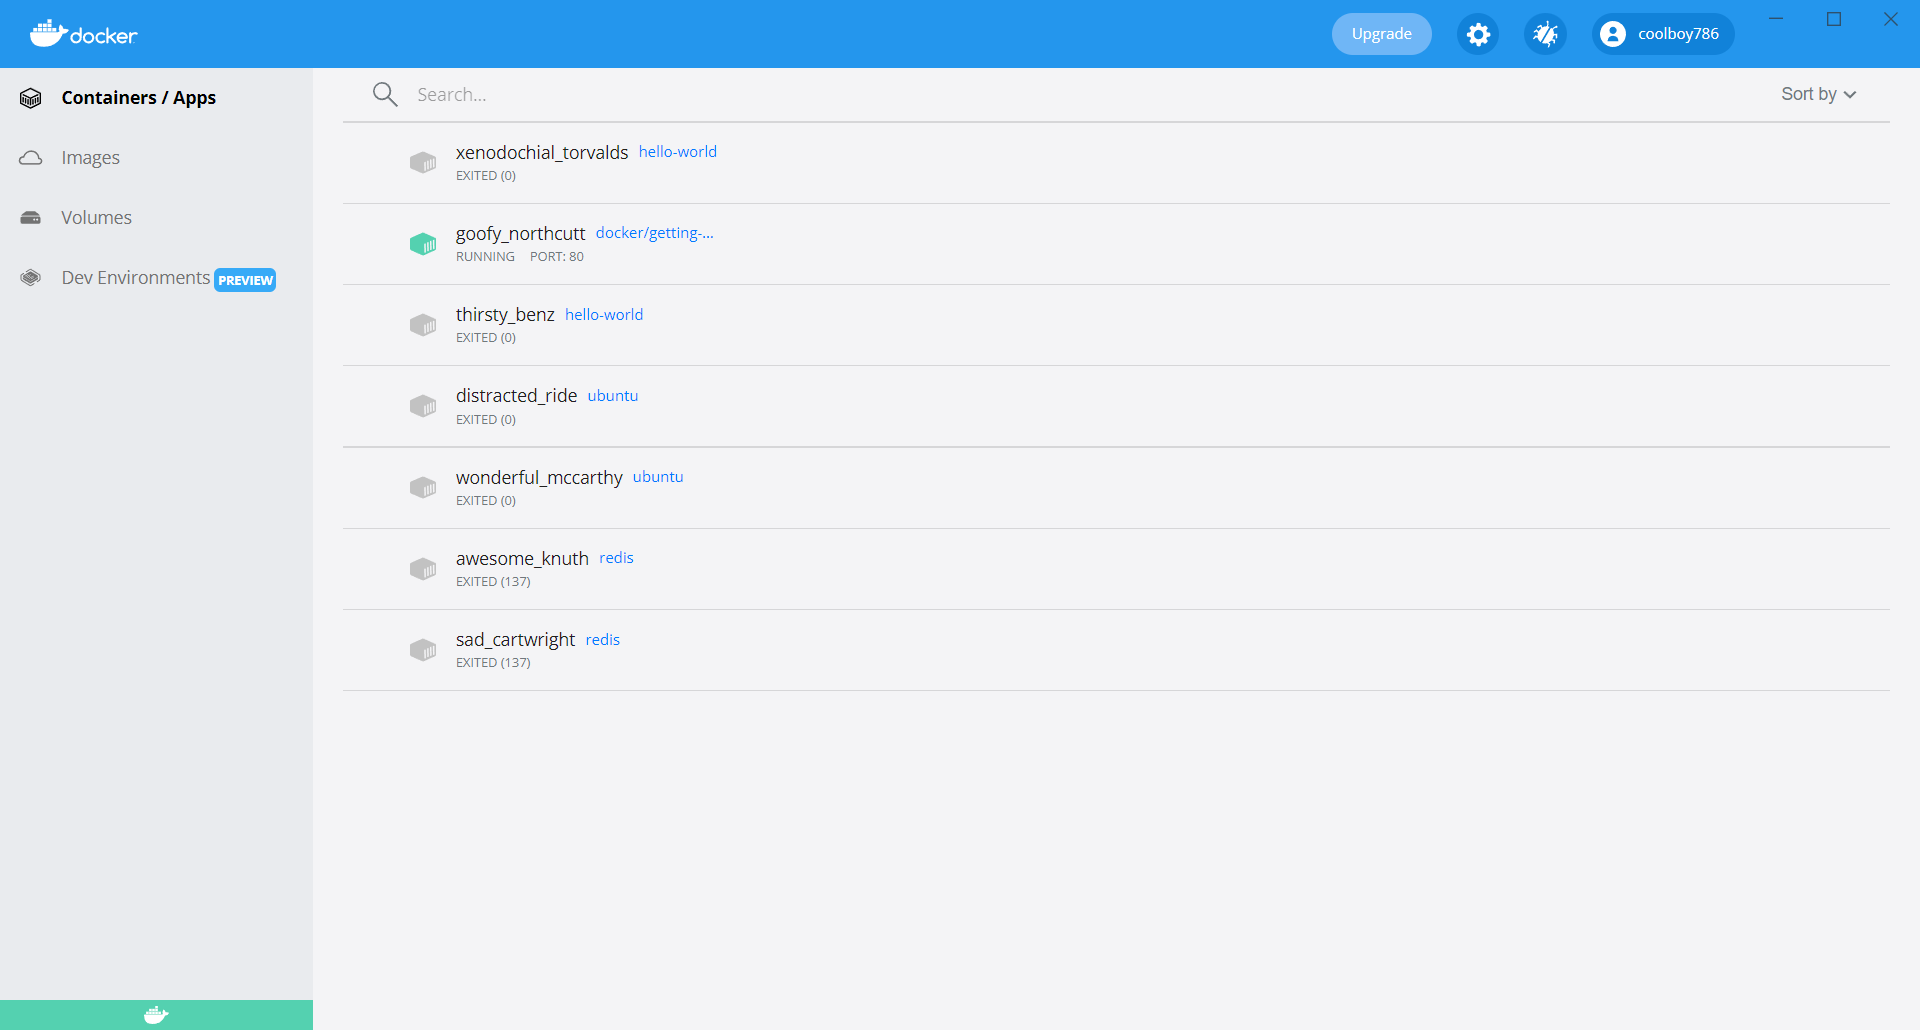 docker
Upgrade
coolboy786
Containers / Apps
Images
Volumes
Dev Environments PREVIEW
Search...
Sort by
xenodochial_torvalds hello-world
EXITED (0)
goofy_northcutt docker/getting-...
RUNNING PORT: 80
thirsty_benz hello-world
EXITED (0)
distracted_ride ubuntu
EXITED (0)
wonderful_mccarthy ubuntu
EXITED (0)
awesome_knuth redis
EXITED (137)
sad_cartwright redis
EXITED (137)